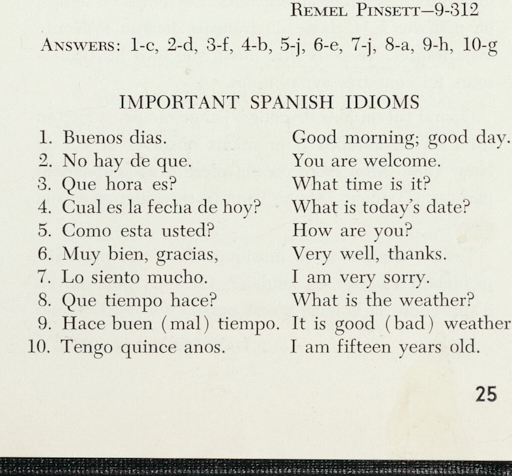 REMEL PINSETT—9-312
ANSWERS: 1-c, 2-d, 3-f, 4-b, 5-j, 6-e, 7-j, 8-a, 9-h, 10-g
IMPORTANT SPANISH IDIOMS
1. Buenos dias. Good morning; good day.
2. No hay de que. You are welcome.
3. Que hora es? What time is it?
4. Cual es la fecha de hoy? What is today's date?
5. Como esta usted? How are you?
6. Muy bien, gracias, Very well, thanks.
7. Lo siento mucho. I am very sorry.
8. Que tiempo hace? What is the weather?
9. Hace buen (mal) tiempo. It is good (bad) weather
10. Tengo quince anos. I am fifteen years old.
25